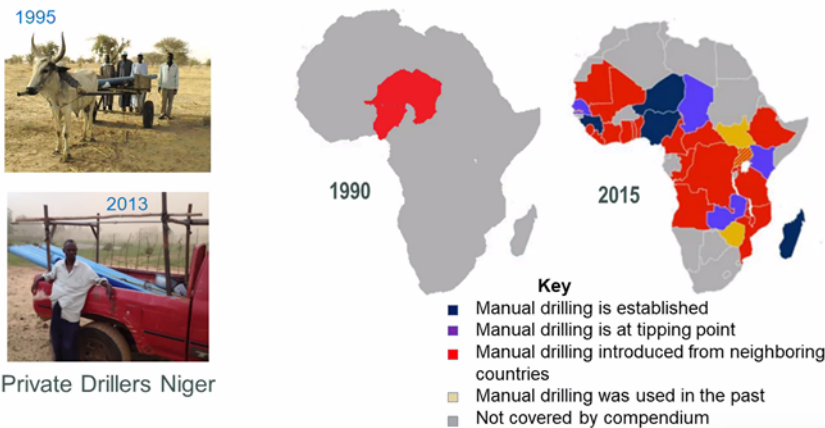 1995
2013
Private Drillers Niger
1990
2015
Key
Manual drilling is established
Manual drilling is at tipping point
Manual drilling introduced from neighboring
countries
Manual drilling was used in the past
Not covered by compendium